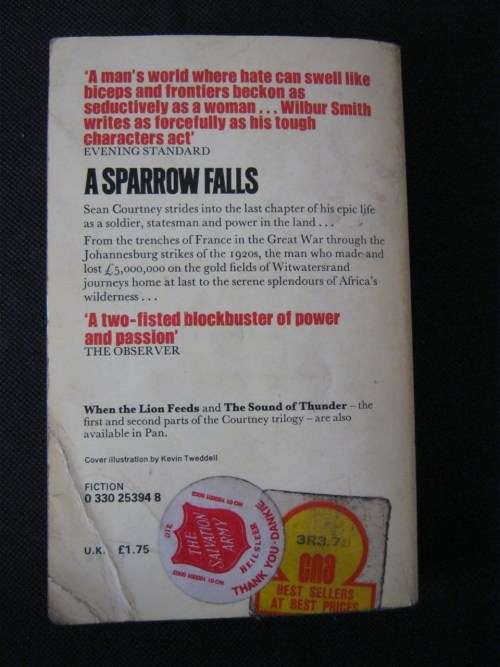 'A man's world where hate can swell like
biceps and frontiers beckon as
seductively as a woman . . . Wilbur Smith
writes as forcefully as his tough
characters act'
EVENING STANDARD
A SPARROW FALLS
Sean Courtney strides into the last chapter of his epic life
as a soldier, statesman and power in the land . . .
From the trenches of France in the Great War through the
Johannesburg strikes of the 1920s, the man who made and
lost £5,000,000 on the gold fields of Witwatersrand
journeys home at last to the serene splendours of Africa's
wilderness . . .
'A two-fisted blockbuster of power
and passion'
THE OBSERVER
When the Lion Feeds and The Sound of Thunder – the
first and second parts of the Courtney trilogy – are also
available in Pan.
Cover illustration by Kevin Tweddell
FICTION
0 330 25394 8
U.K. £1.75
THE
SALVATION
ARMY
HEILSLEER
THANK YOU·DANKIE
cna
BEST SELLERS
AT BEST PRICES